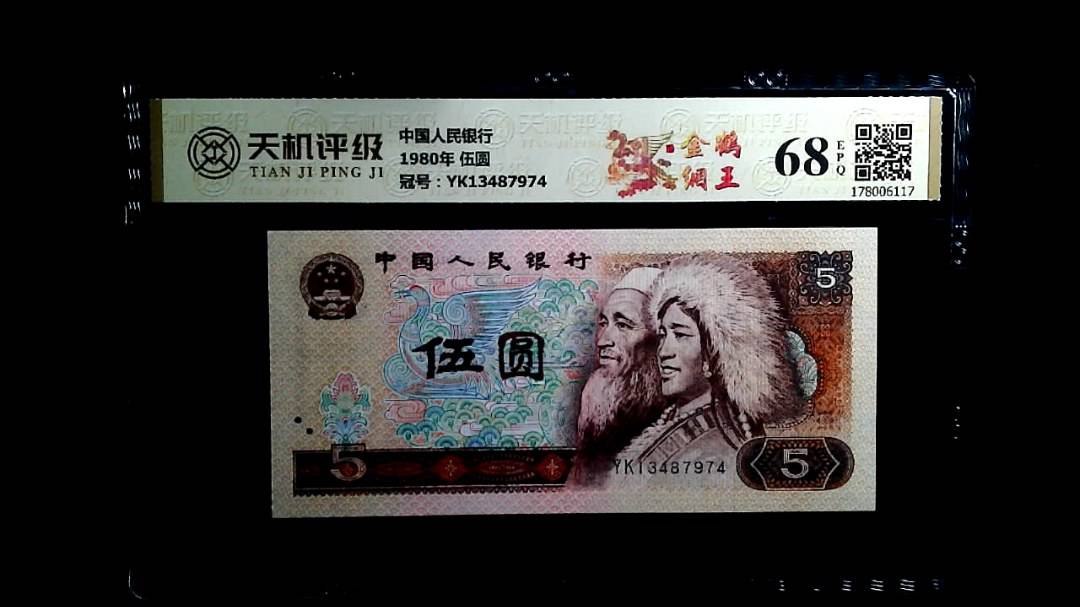 天机评级
TIAN JI PING JI
中国人民银行
1980年 伍圆
冠号：YK13487974
金鵰
綢王
68
EPQ
178006117
中国人民银行
5
伍圆
5
YK13487974
5